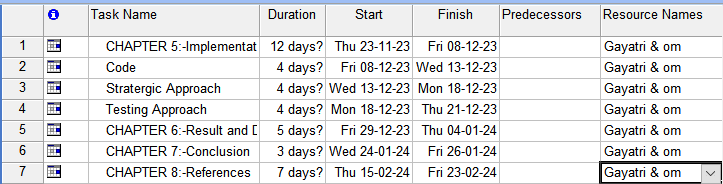 Task Name Duration Start Finish Predecessors Resource Names
1 CHAPTER 5:-Implementat 12 days? Thu 23-11-23 Fri 08-12-23 Gayatri & om
2 Code 4 days? Fri 08-12-23 Wed 13-12-23 Gayatri & om
3 Stratergic Approach 4 days? Wed 13-12-23 Mon 18-12-23 Gayatri & om
4 Testing Approach 4 days? Mon 18-12-23 Thu 21-12-23 Gayatri & om
5 CHAPTER 6:-Result and D 5 days? Fri 29-12-23 Thu 04-01-24 Gayatri & om
6 CHAPTER 7:-Conclusion 3 days? Wed 24-01-24 Fri 26-01-24 Gayatri & om
7 CHAPTER 8:-References 7 days? Thu 15-02-24 Fri 23-02-24 Gayatri & om